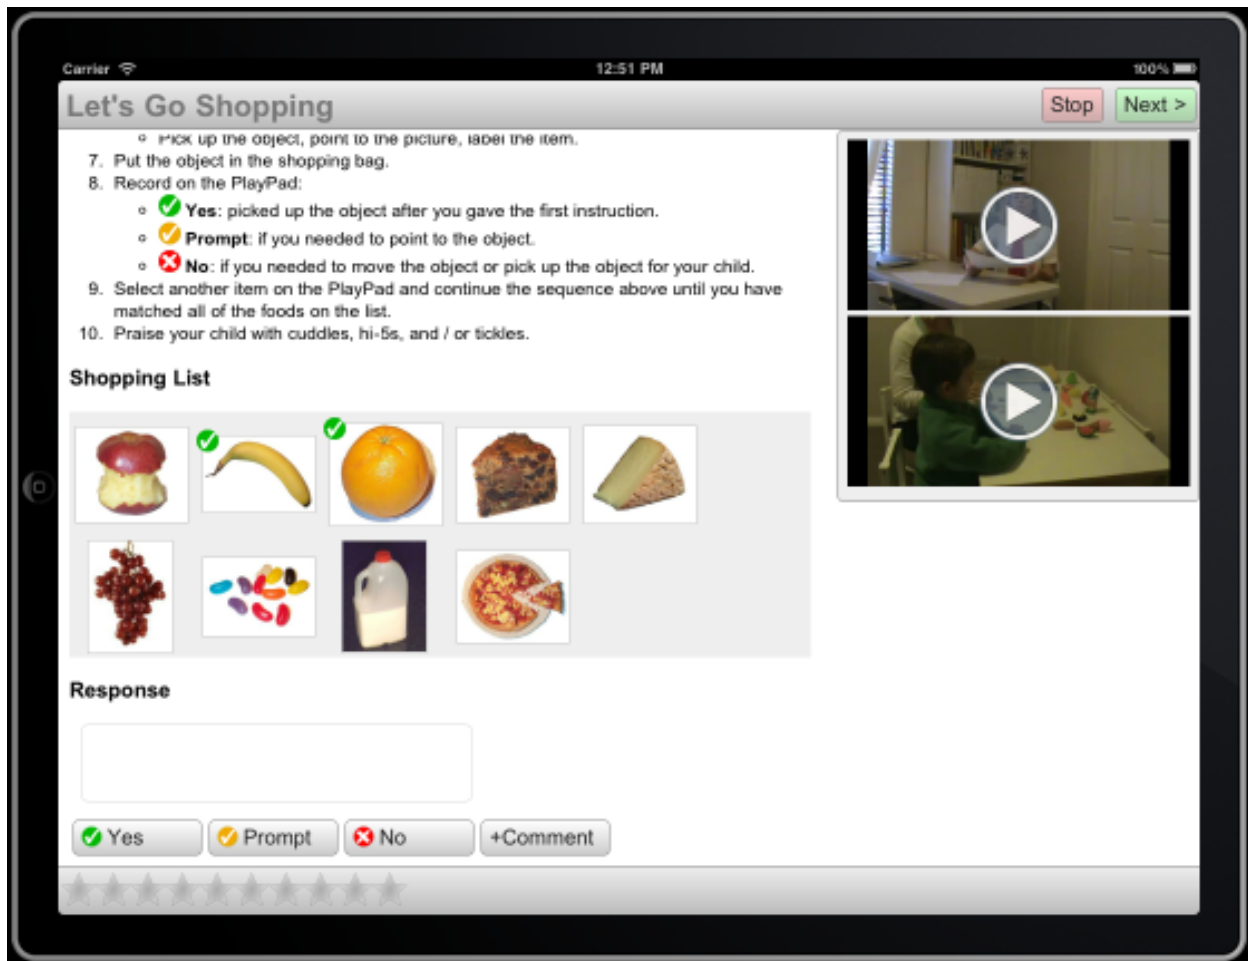 Carrier
12:51 PM
100%
Let's Go Shopping
Stop
Next >
Pick up the object, point to the picture, label the item.
7. Put the object in the shopping bag.
8. Record on the PlayPad:
Yes: picked up the object after you gave the first instruction.
Prompt: if you needed to point to the object.
No: if you needed to move the object or pick up the object for your child.
9. Select another item on the PlayPad and continue the sequence above until you have
matched all of the foods on the list.
10. Praise your child with cuddles, hi-5s, and / or tickles.
Shopping List
Response
Yes
Prompt
No
+Comment